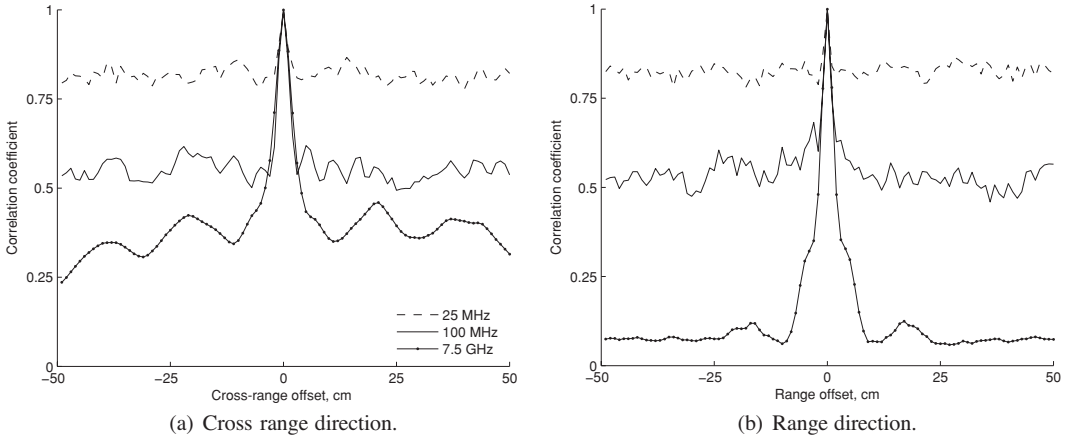 1
0.75
0.5
0.25
0
Correlation coefficient
−50
−25
0
25
50
Cross-range offset, cm
25 MHz
100 MHz
7.5 GHz
(a) Cross range direction.
1
0.75
0.5
0.25
0
Correlation coefficient
−50
−25
0
25
50
Range offset, cm
(b) Range direction.